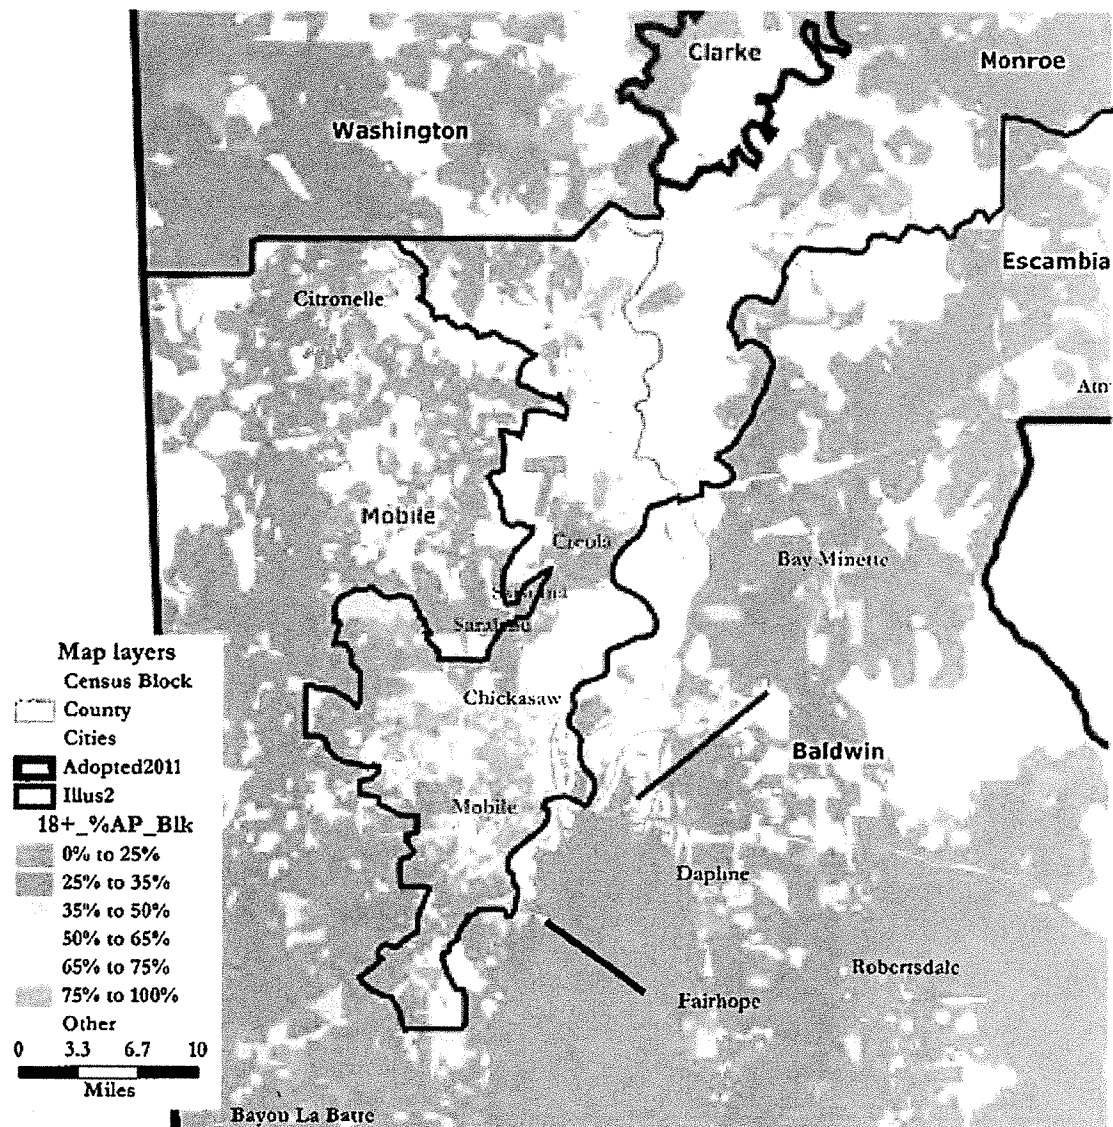 Clarke
Monroe
Washington
Escambia
Citronelle
Mobile
Creola
Bay Minette
Chickasaw
Baldwin
Mobile
Daphne
Robertsdale
Fairhope
Bayou La Batre
Map layers
Census Block
County
Cities
Adopted2011
Illus2
18+_%AP_Blk
0% to 25%
25% to 35%
35% to 50%
50% to 65%
65% to 75%
75% to 100%
Other
0 3.3 6.7 10
Miles